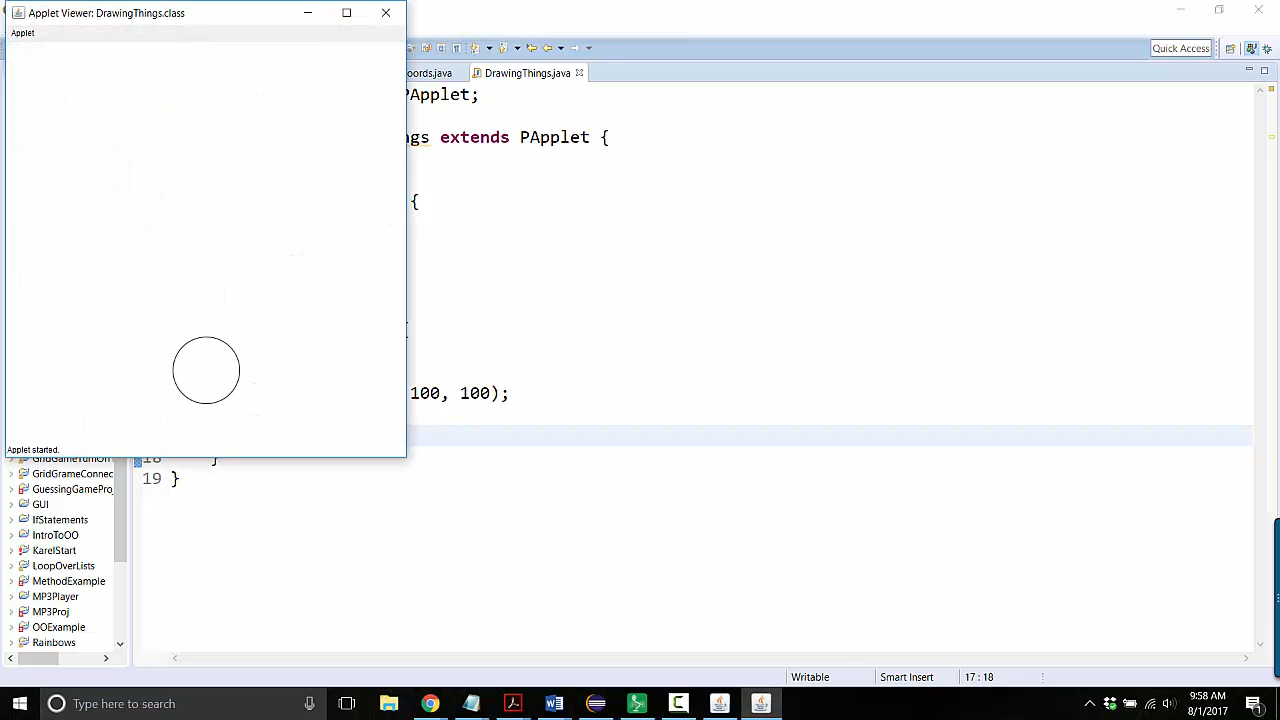 Applet Viewer: DrawingThings.class
Applet
Quick Access
oords.java
DrawingThings.java
PApplet;
ngs extends PApplet {
{
100, 100);
Applet started.
18 }
19 }
GridGrameConnec
GuessingGamePro
GUI
IfStatements
IntroToOO
KarelStart
LoopOverLists
MethodExample
MP3Player
MP3Proj
OOExample
Rainbows
Writable
Smart Insert
17 : 18
Type here to search
9:58 AM
8/1/2017